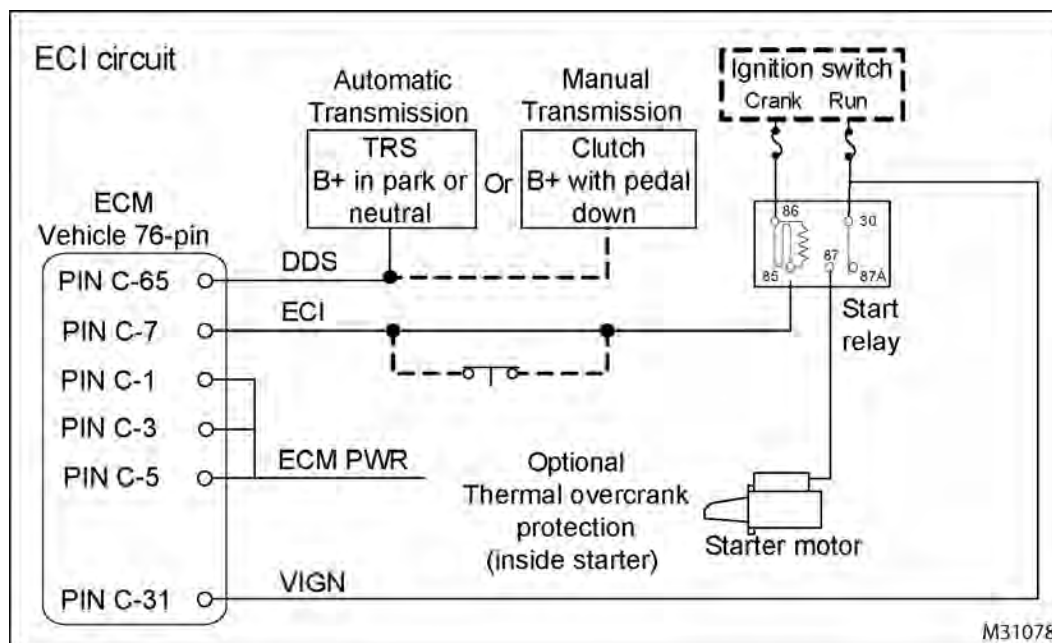 ECI circuit
Automatic
Transmission
TRS
B+ in park or
neutral
Or
Manual
Transmission
Clutch
B+ with pedal
down
Ignition switch
Crank Run
86
30
85
87
87A
Start
relay
ECM
Vehicle 76-pin
PIN C-65
DDS
PIN C-7
ECI
PIN C-1
PIN C-3
PIN C-5
ECM PWR
Optional
Thermal overcrank
protection
(inside starter)
Starter motor
PIN C-31
VIGN
M31078